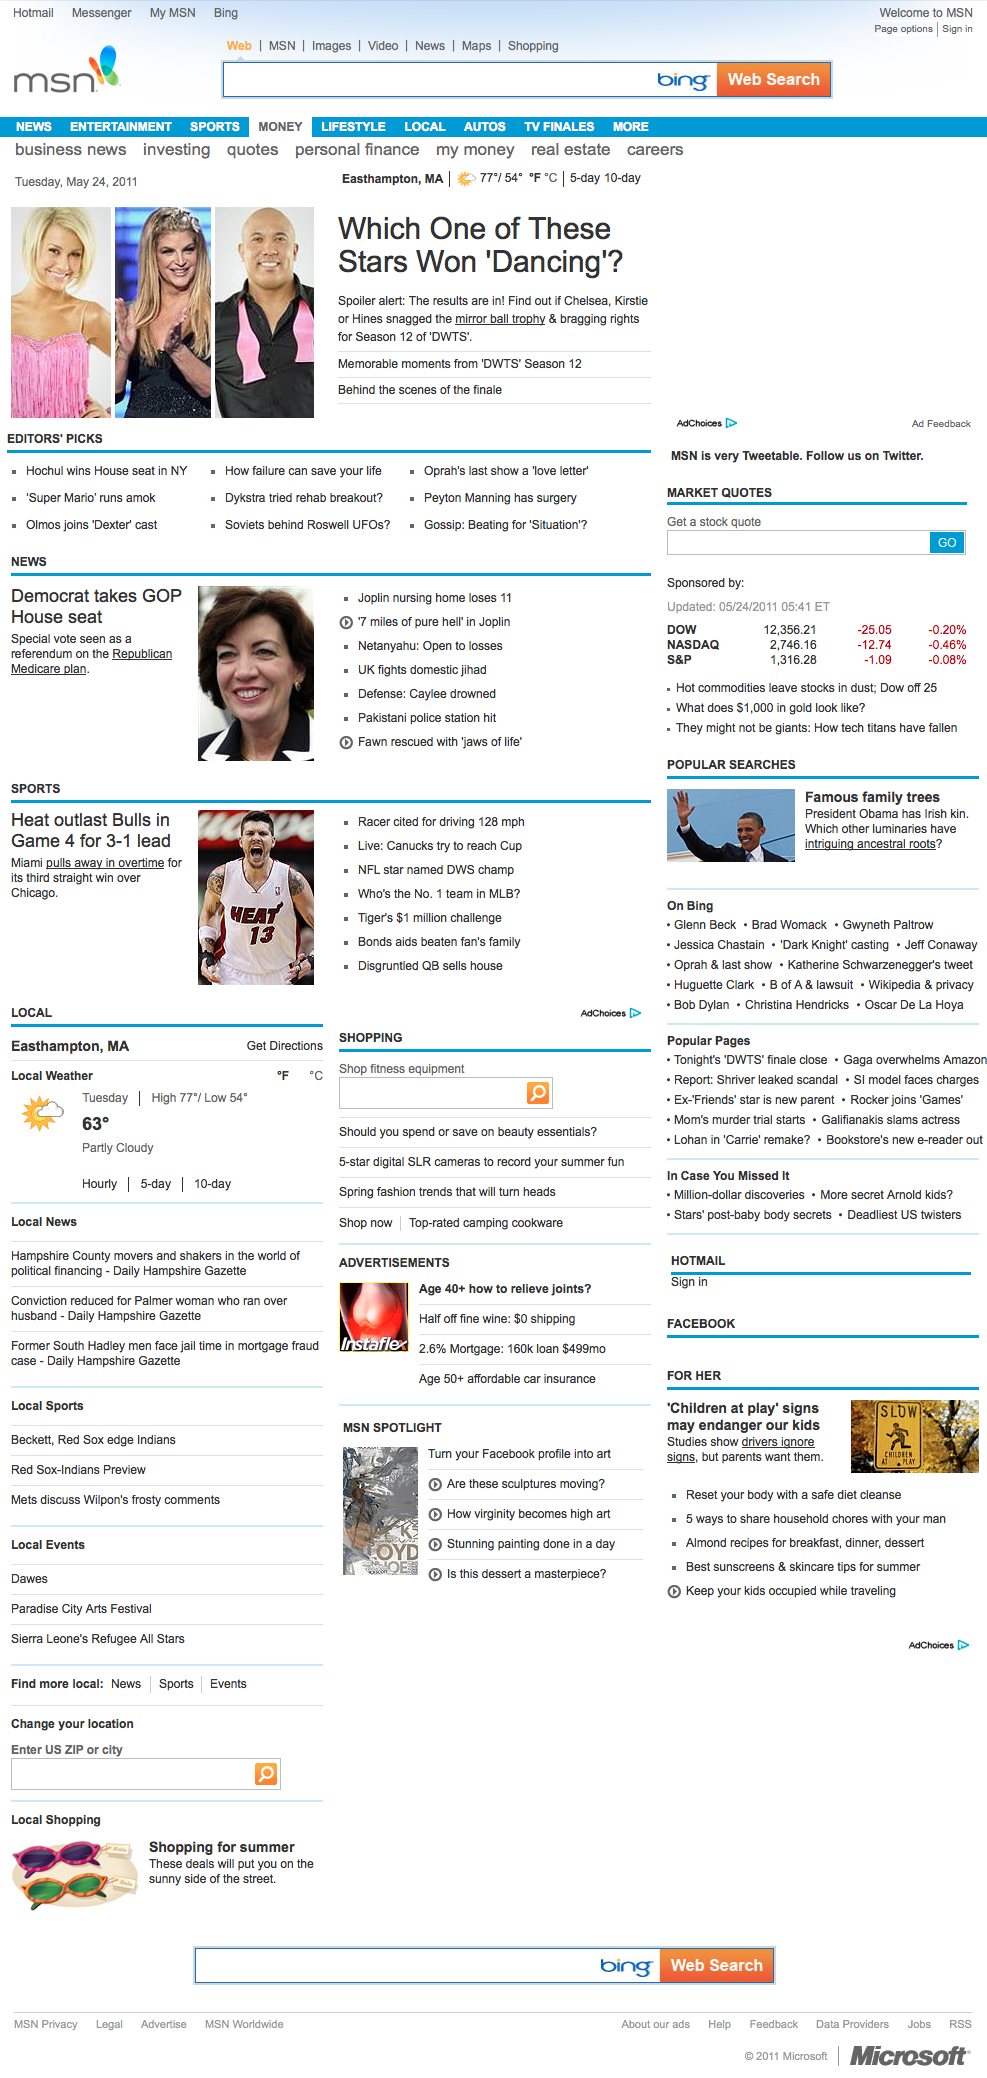 Hotmail Messenger My MSN Bing
Welcome to MSN
Page options | Sign in
Web | MSN | Images | Video | News | Maps | Shopping
msn
bing Web Search
NEWS ENTERTAINMENT SPORTS MONEY LIFESTYLE LOCAL AUTOS TV FINALES MORE
business news investing quotes personal finance my money real estate careers
Tuesday, May 24, 2011
Easthampton, MA | 77°/ 54° °F °C | 5-day 10-day
Which One of These
Stars Won 'Dancing'?
Spoiler alert: The results are in! Find out if Chelsea, Kirstie
or Hines snagged the mirror ball trophy & bragging rights
for Season 12 of 'DWTS'.
Memorable moments from 'DWTS' Season 12
Behind the scenes of the finale
EDITORS' PICKS
Hochul wins House seat in NY
'Super Mario' runs amok
Olmos joins 'Dexter' cast
How failure can save your life
Dykstra tried rehab breakout?
Soviets behind Roswell UFOs?
Oprah's last show a 'love letter'
Peyton Manning has surgery
Gossip: Beating for 'Situation'?
NEWS
Democrat takes GOP
House seat
Special vote seen as a
referendum on the Republican
Medicare plan.
Joplin nursing home loses 11
'7 miles of pure hell' in Joplin
Netanyahu: Open to losses
UK fights domestic jihad
Defense: Caylee drowned
Pakistani police station hit
Fawn rescued with 'jaws of life'
SPORTS
Heat outlast Bulls in
Game 4 for 3-1 lead
Miami pulls away in overtime for
its third straight win over
Chicago.
HEAT
13
Racer cited for driving 128 mph
Live: Canucks try to reach Cup
NFL star named DWS champ
Who's the No. 1 team in MLB?
Tiger's $1 million challenge
Bonds aids beaten fan's family
Disgruntled QB sells house
LOCAL
Easthampton, MA Get Directions
Local Weather °F °C
Tuesday | High 77°/ Low 54°
63°
Partly Cloudy
Hourly | 5-day | 10-day
Local News
Hampshire County movers and shakers in the world of
political financing - Daily Hampshire Gazette
Conviction reduced for Palmer woman who ran over
husband - Daily Hampshire Gazette
Former South Hadley men face jail time in mortgage fraud
case - Daily Hampshire Gazette
Local Sports
Beckett, Red Sox edge Indians
Red Sox-Indians Preview
Mets discuss Wilpon's frosty comments
Local Events
Dawes
Paradise City Arts Festival
Sierra Leone's Refugee All Stars
Find more local: News | Sports | Events
Change your location
Enter US ZIP or city
Local Shopping
Shopping for summer
These deals will put you on the
sunny side of the street.
AdChoices
SHOPPING
Shop fitness equipment
Should you spend or save on beauty essentials?
5-star digital SLR cameras to record your summer fun
Spring fashion trends that will turn heads
Shop now | Top-rated camping cookware
ADVERTISEMENTS
Instaflex
Age 40+ how to relieve joints?
Half off fine wine: $0 shipping
2.6% Mortgage: 160k loan $499mo
Age 50+ affordable car insurance
MSN SPOTLIGHT
Turn your Facebook profile into art
Are these sculptures moving?
How virginity becomes high art
Stunning painting done in a day
Is this dessert a masterpiece?
AdChoices Ad Feedback
MSN is very Tweetable. Follow us on Twitter.
MARKET QUOTES
Get a stock quote
GO
Sponsored by:
Updated: 05/24/2011 05:41 ET
DOW 12,356.21 -25.05 -0.20%
NASDAQ 2,746.16 -12.74 -0.46%
S&P 1,316.28 -1.09 -0.08%
Hot commodities leave stocks in dust; Dow off 25
What does $1,000 in gold look like?
They might not be giants: How tech titans have fallen
POPULAR SEARCHES
Famous family trees
President Obama has Irish kin.
Which other luminaries have
intriguing ancestral roots?
On Bing
• Glenn Beck • Brad Womack • Gwyneth Paltrow
• Jessica Chastain • 'Dark Knight' casting • Jeff Conaway
• Oprah & last show • Katherine Schwarzenegger's tweet
• Huguette Clark • B of A & lawsuit • Wikipedia & privacy
• Bob Dylan • Christina Hendricks • Oscar De La Hoya
Popular Pages
• Tonight's 'DWTS' finale close • Gaga overwhelms Amazon
• Report: Shriver leaked scandal • SI model faces charges
• Ex-'Friends' star is new parent • Rocker joins 'Games'
• Mom's murder trial starts • Galifianakis slams actress
• Lohan in 'Carrie' remake? • Bookstore's new e-reader out
In Case You Missed It
• Million-dollar discoveries • More secret Arnold kids?
• Stars' post-baby body secrets • Deadliest US twisters
HOTMAIL
Sign in
FACEBOOK
FOR HER
'Children at play' signs
may endanger our kids
Studies show drivers ignore
signs, but parents want them.
SLOW
CHILDREN
AT PLAY
Reset your body with a safe diet cleanse
5 ways to share household chores with your man
Almond recipes for breakfast, dinner, dessert
Best sunscreens & skincare tips for summer
Keep your kids occupied while traveling
AdChoices
bing Web Search
MSN Privacy Legal Advertise MSN Worldwide
About our ads Help Feedback Data Providers Jobs RSS
© 2011 Microsoft | Microsoft